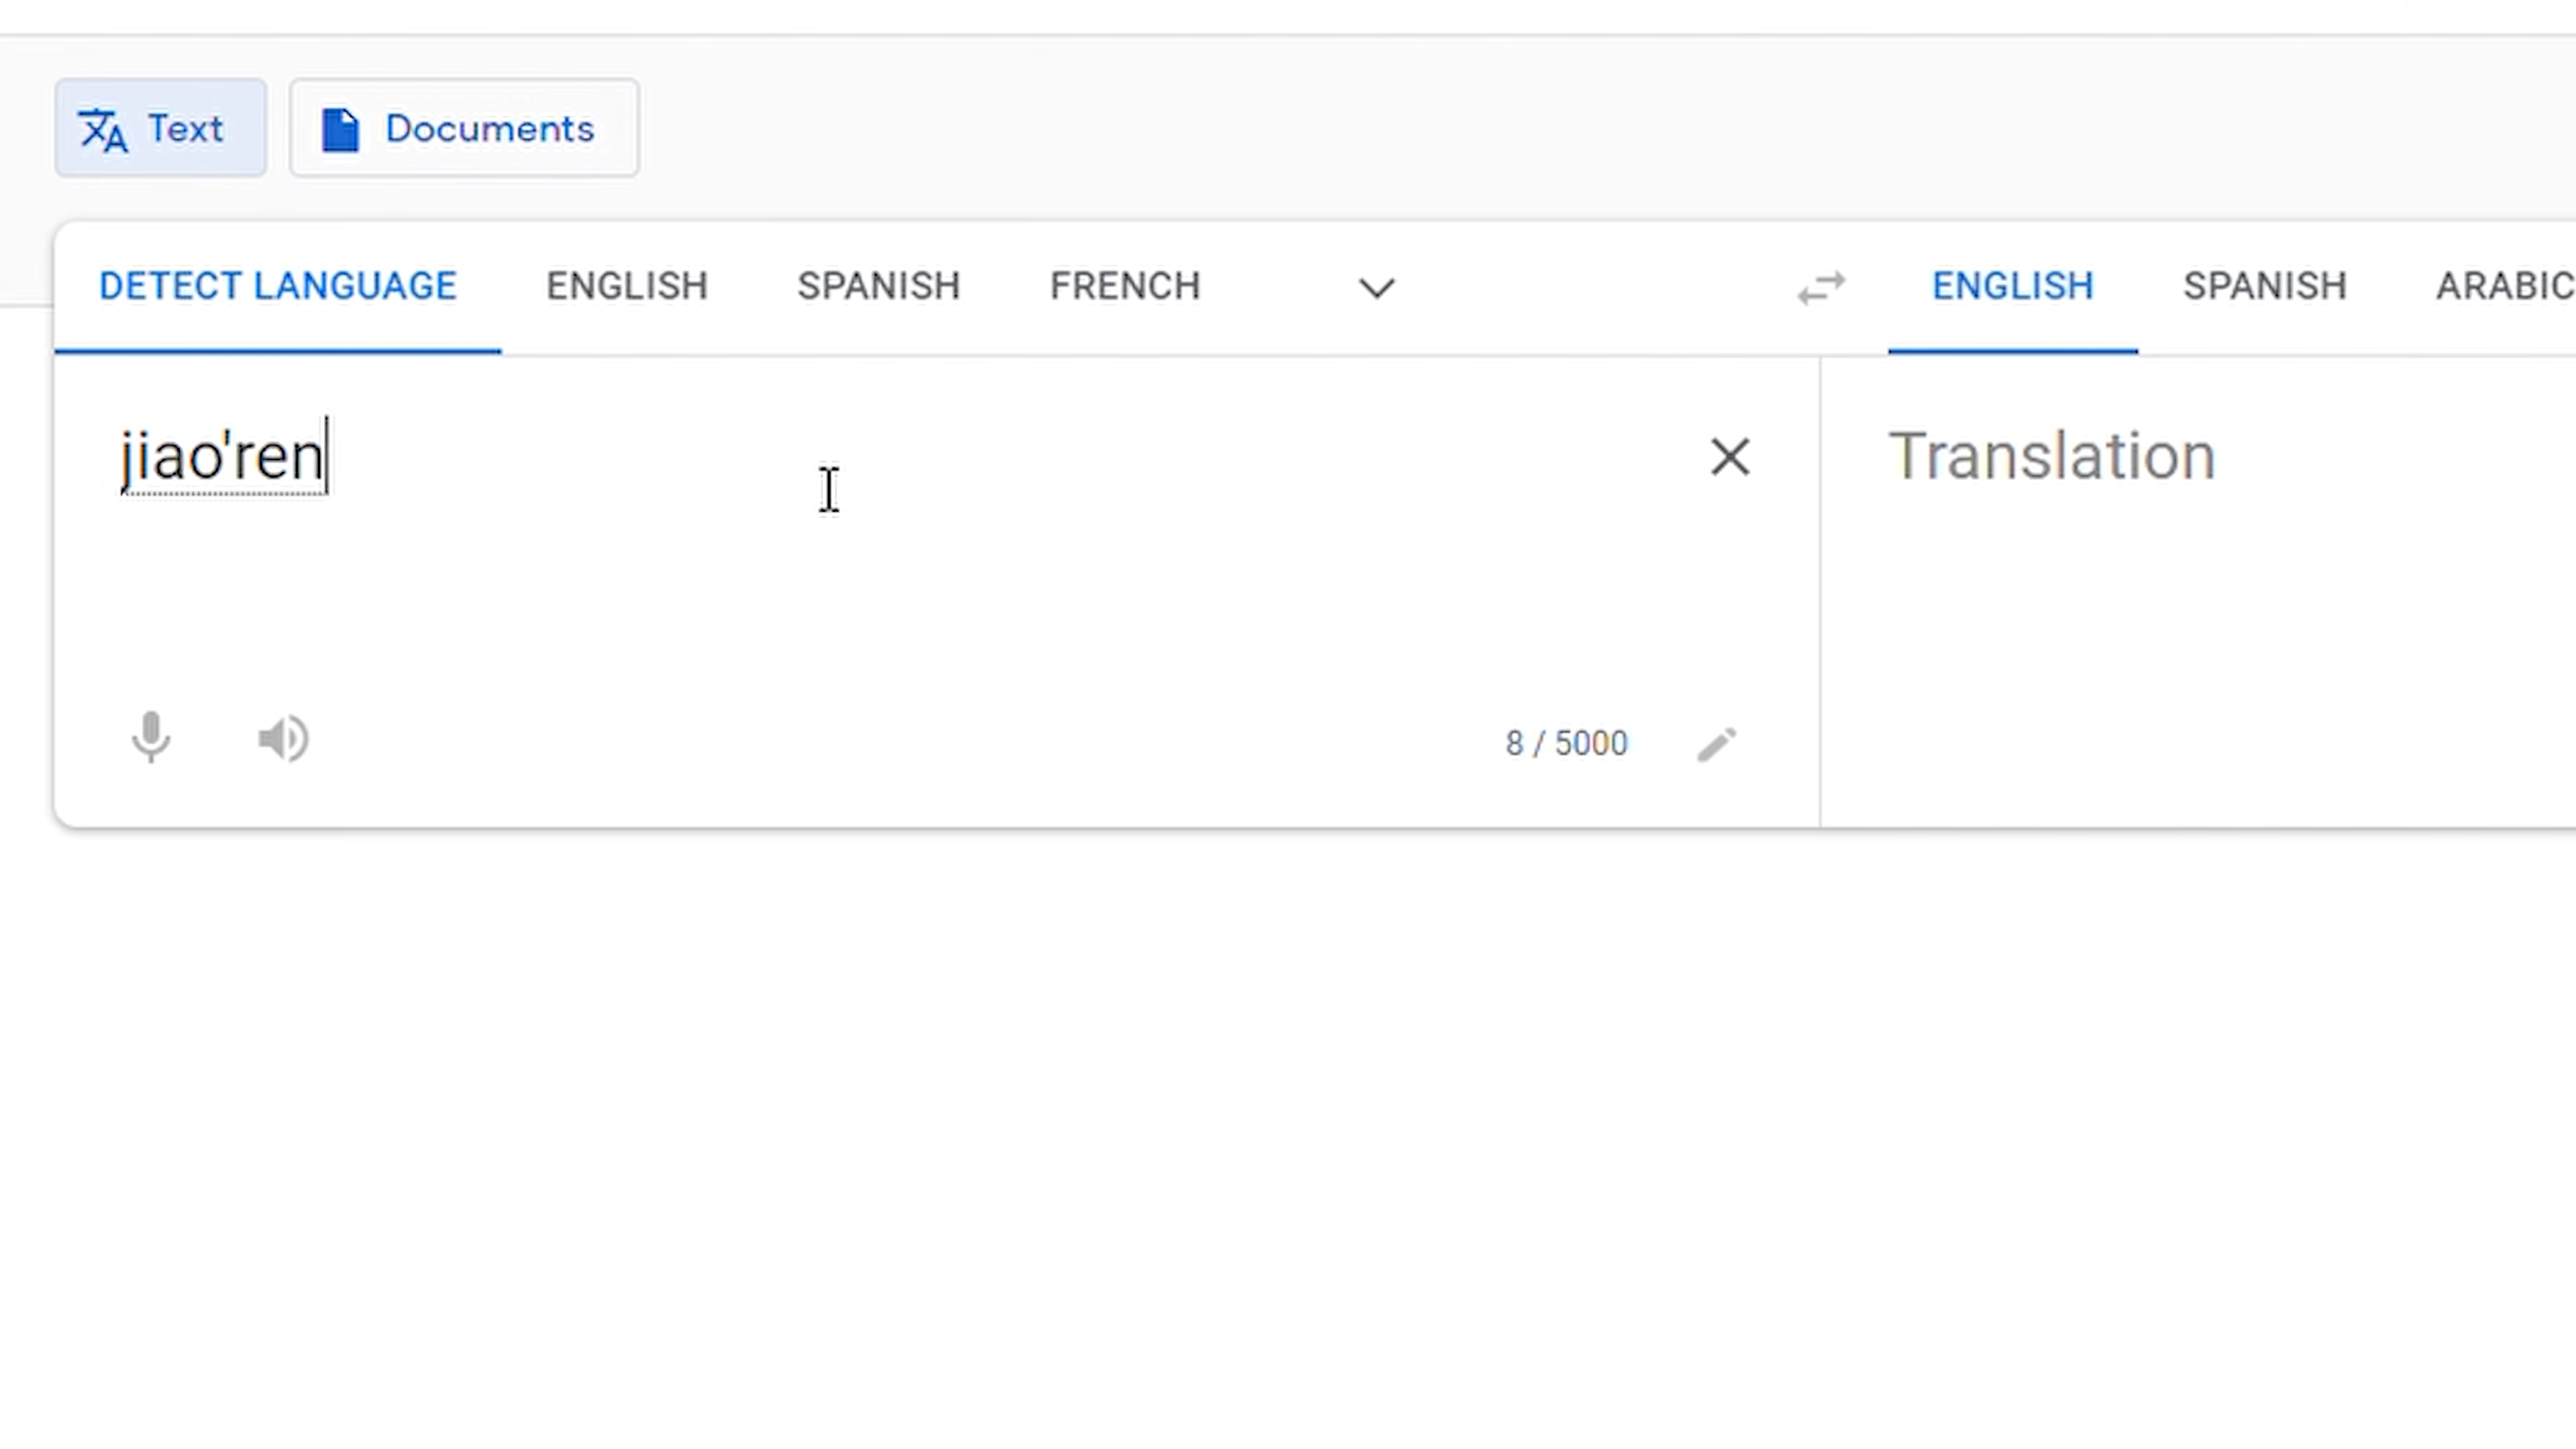 Text Documents
DETECT LANGUAGE ENGLISH SPANISH FRENCH ENGLISH SPANISH ARABIC
jiao'ren Translation
8 / 5000